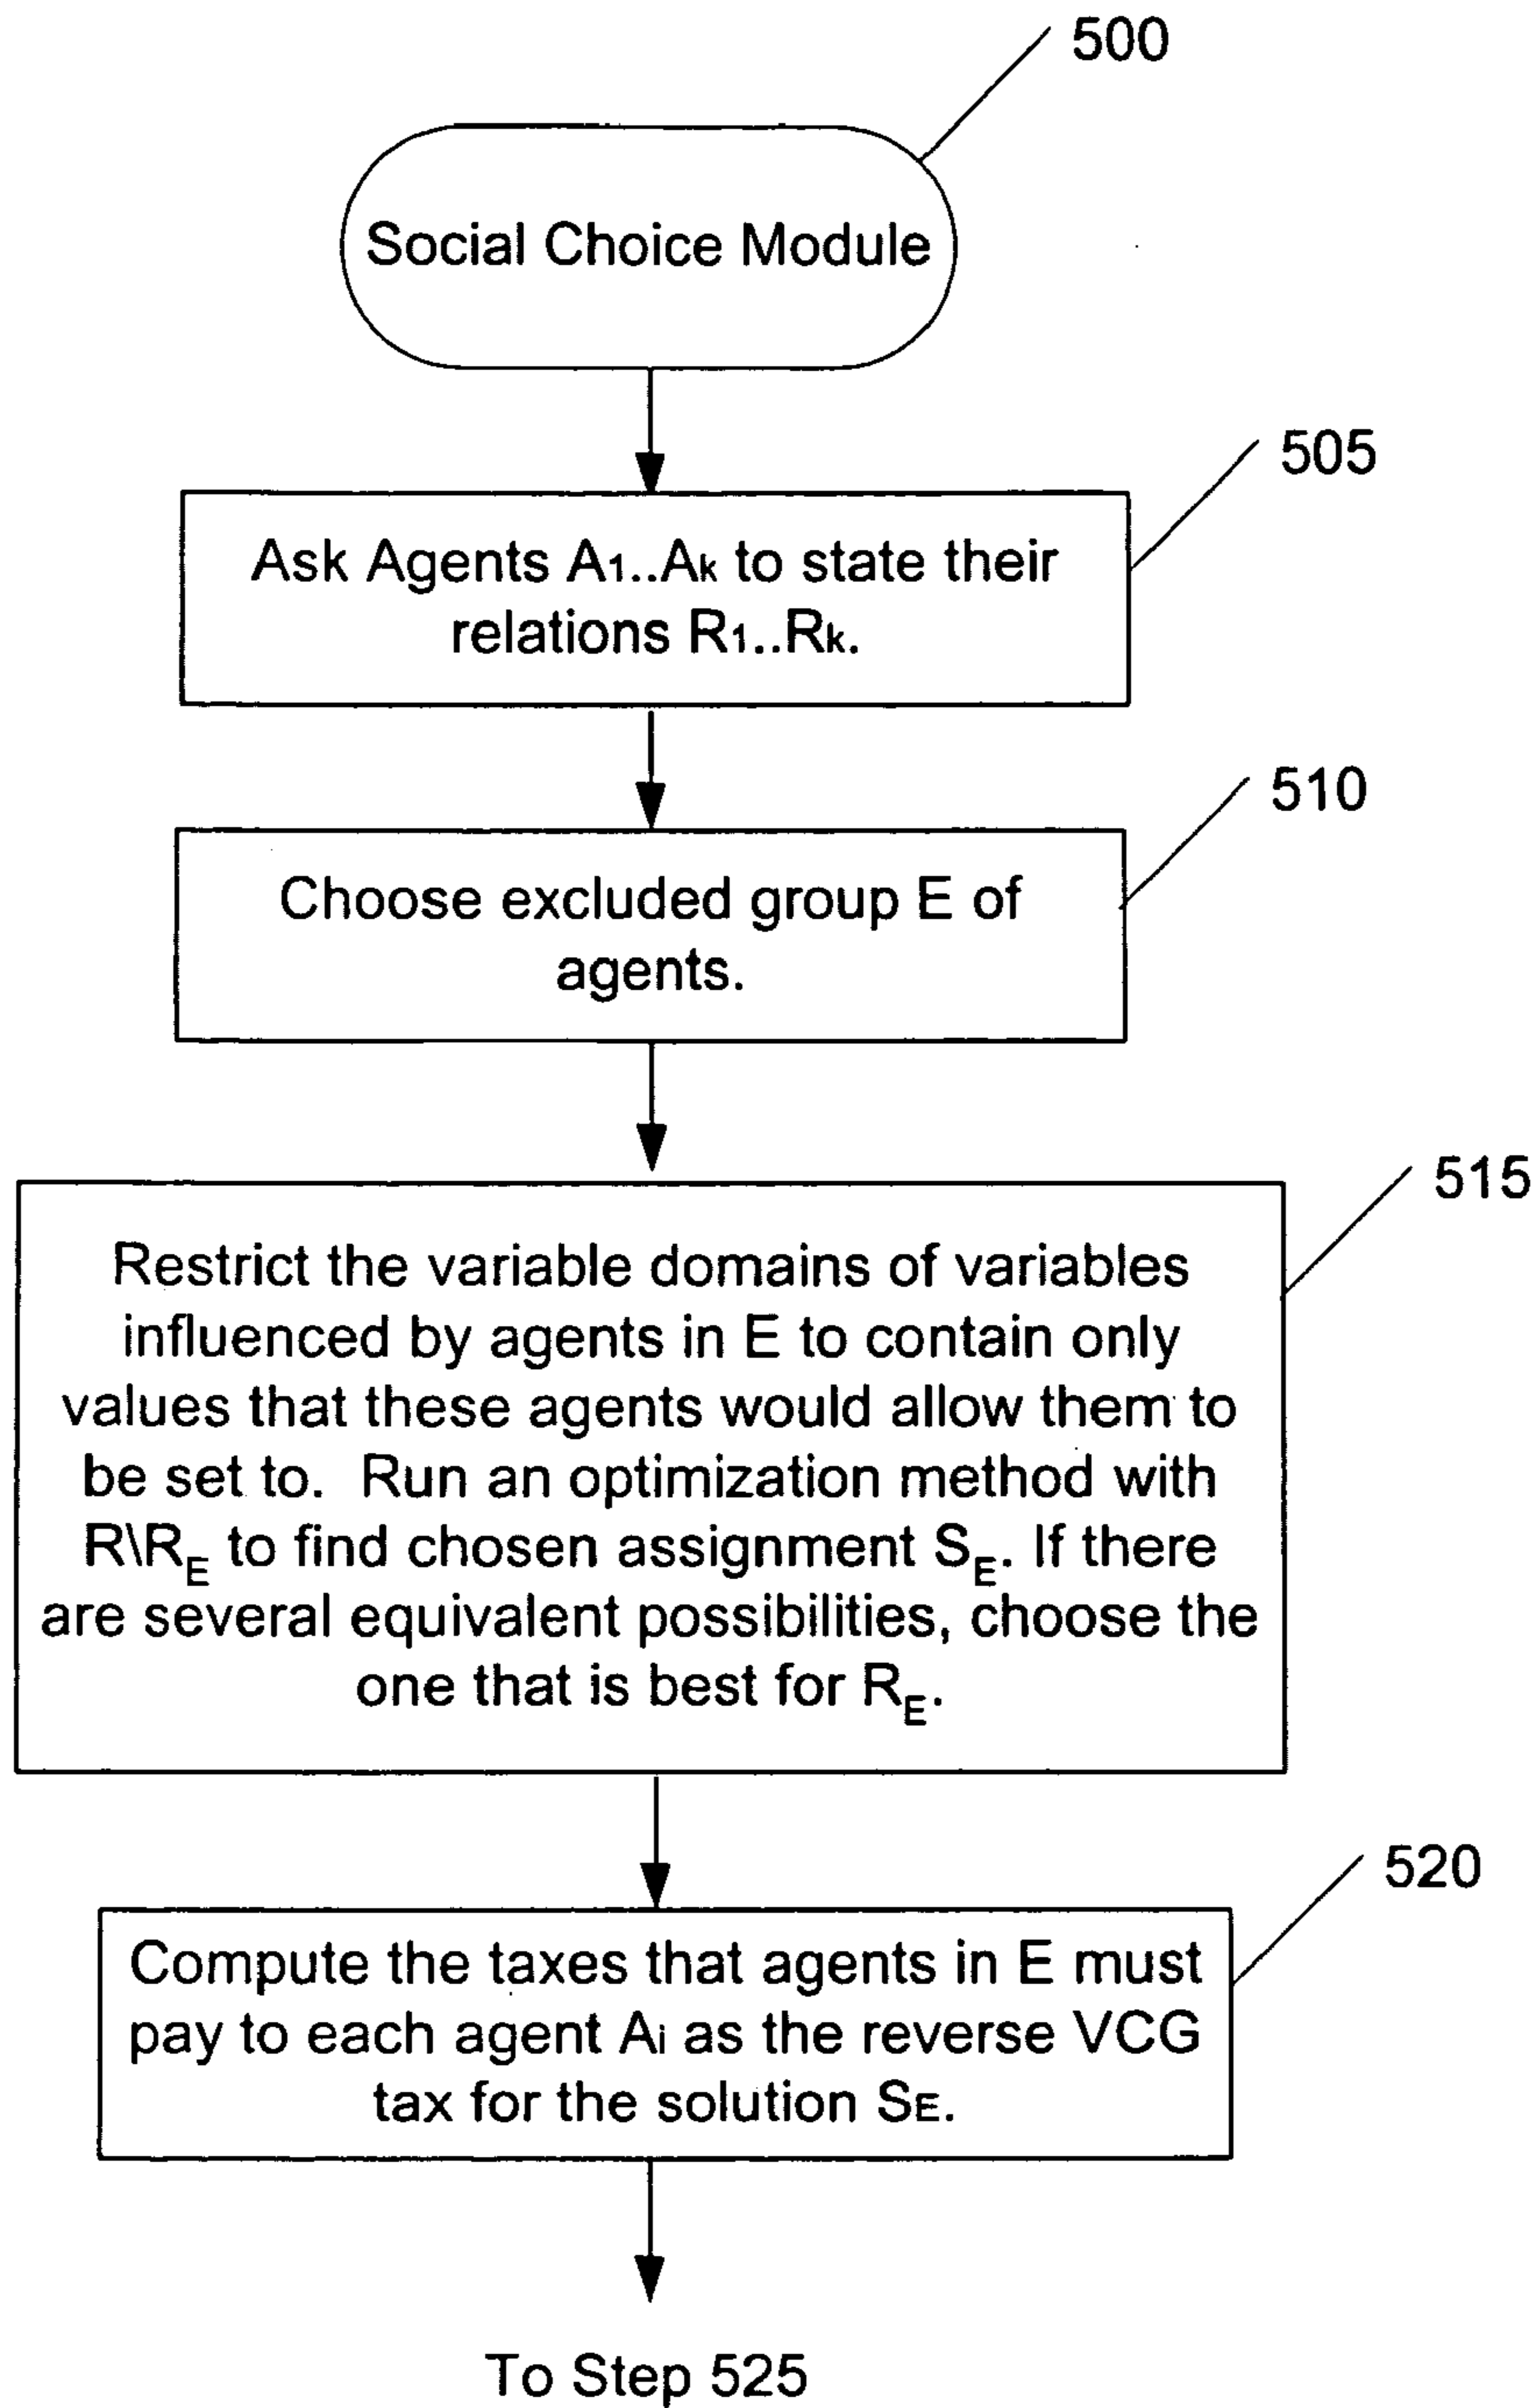 500
Social Choice Module
505
Ask Agents A1..Ak to state their
relations R1..Rk.
510
Choose excluded group E of
agents.
515
Restrict the variable domains of variables
influenced by agents in E to contain only
values that these agents would allow them to
be set to. Run an optimization method with
R\RE to find chosen assignment SE. If there
are several equivalent possibilities, choose the
one that is best for RE.
520
Compute the taxes that agents in E must
pay to each agent Ai as the reverse VCG
tax for the solution SE.
To Step 525